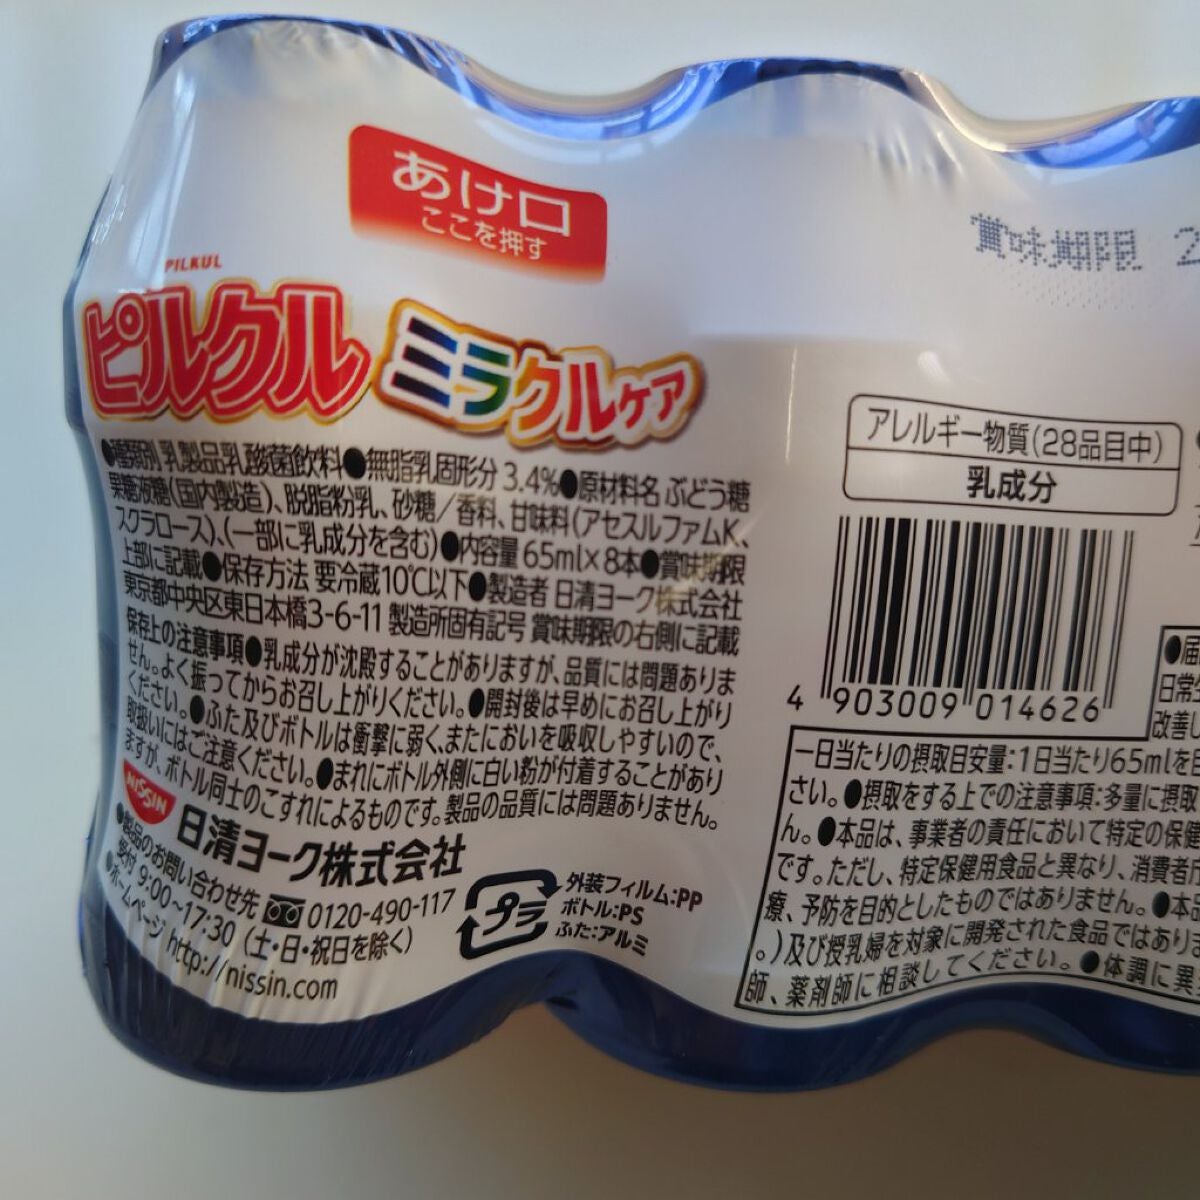 あけ口
ここを押す
賞味期限 2
PILKUL
ピルクル ミラクルケア
●種類別 乳製品乳酸菌飲料●無脂乳固形分 3.4%●原材料名 ぶどう糖
果糖液糖(国内製造)、脱脂粉乳、砂糖/香料、甘味料(アセスルファムK、
スクラロース)、(一部に乳成分を含む)●内容量 65ml×8本●賞味期限
上部に記載●保存方法 要冷蔵10℃以下●製造者 日清ヨーク株式会社
東京都中央区東日本橋3-6-11 製造所固有記号 賞味期限の右側に記載
保存上の注意事項●乳成分が沈殿することがありますが、品質には問題ありま
せん。よく振ってからお召し上がりください。●開封後は早めにお召し上がり
ください。●ふた及びボトルは衝撃に弱く、またにおいを吸収しやすいので、
取扱いにはご注意ください。●まれにボトル外側に白い粉が付着することがあり
ますが、ボトル同士のこすれによるものです。製品の品質には問題ありません。
NISSIN
日清ヨーク株式会社
●製品のお問い合わせ先 0120-490-117
受付 9:00~17:30 (土・日・祝日を除く)
●ホームページ http://nissin.com
プラ
外装フィルム:PP
ボトル:PS
ふた:アルミ
アレルギー物質(28品目中)
乳成分
4 903009 014626
●届
日常生
改善し
一日当たりの摂取目安量:1日当たり65mlを目
さい。●摂取をする上での注意事項:多量に摂取
ん。●本品は、事業者の責任において特定の保健
です。ただし、特定保健用食品と異なり、消費者庁
療、予防を目的としたものではありません。●本
。)及び授乳婦を対象に開発された食品ではありま
師、薬剤師に相談してください。●体調に異